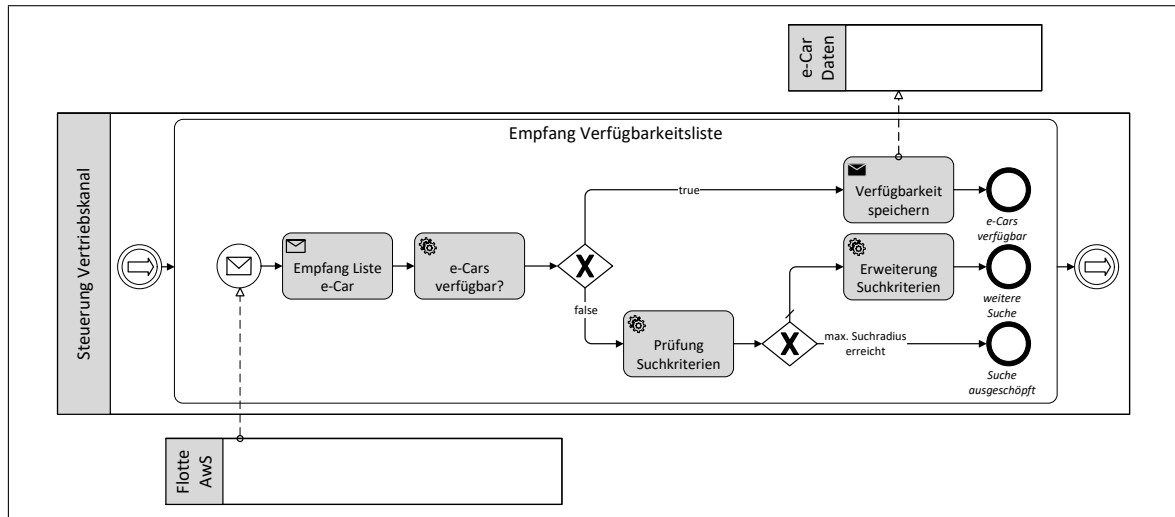 e-Car
Daten
Steuerung Vertriebskanal
Empfang Verfügbarkeitsliste
true
Verfügbarkeit
speichern
e-Cars
verfügbar
Empfang Liste
e-Car
e-Cars
verfügbar?
X
Erweiterung
Suchkriterien
weitere
Suche
false
Prüfung
Suchkriterien
X
max. Suchradius
erreicht
Suche
ausgeschöpft
Flotte
AwS